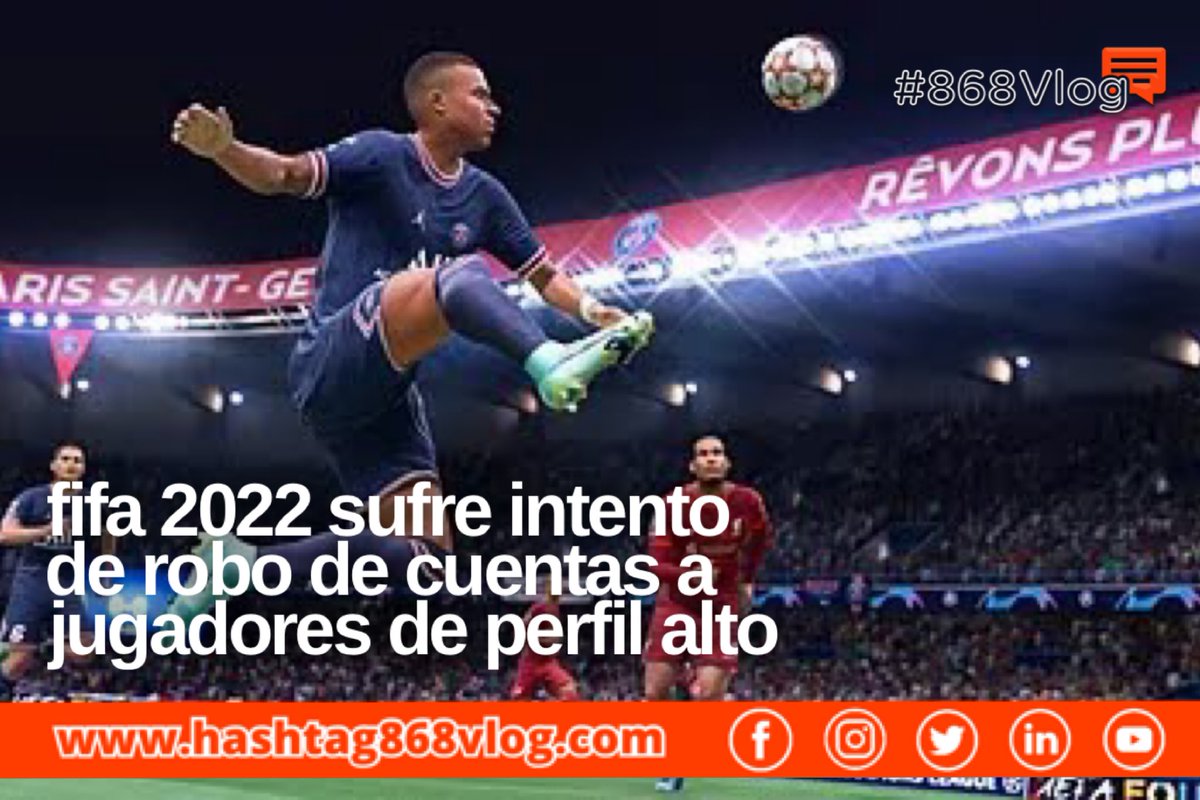 #868Vlog
RÊVONS PLU
ARIS SAINT-GE
fifa 2022 sufre intento
de robo de cuentas a
jugadores de perfil alto
www.hashtag868vlog.com